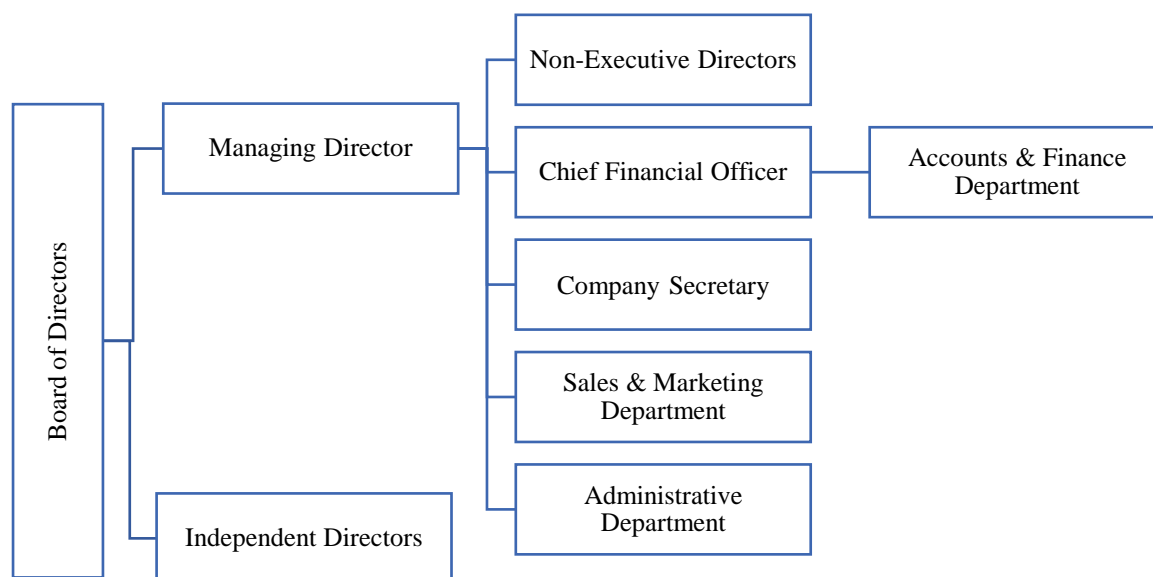 Board of Directors
Managing Director
Independent Directors
Non-Executive Directors
Chief Financial Officer
Company Secretary
Sales & Marketing
Department
Administrative
Department
Accounts & Finance
Department